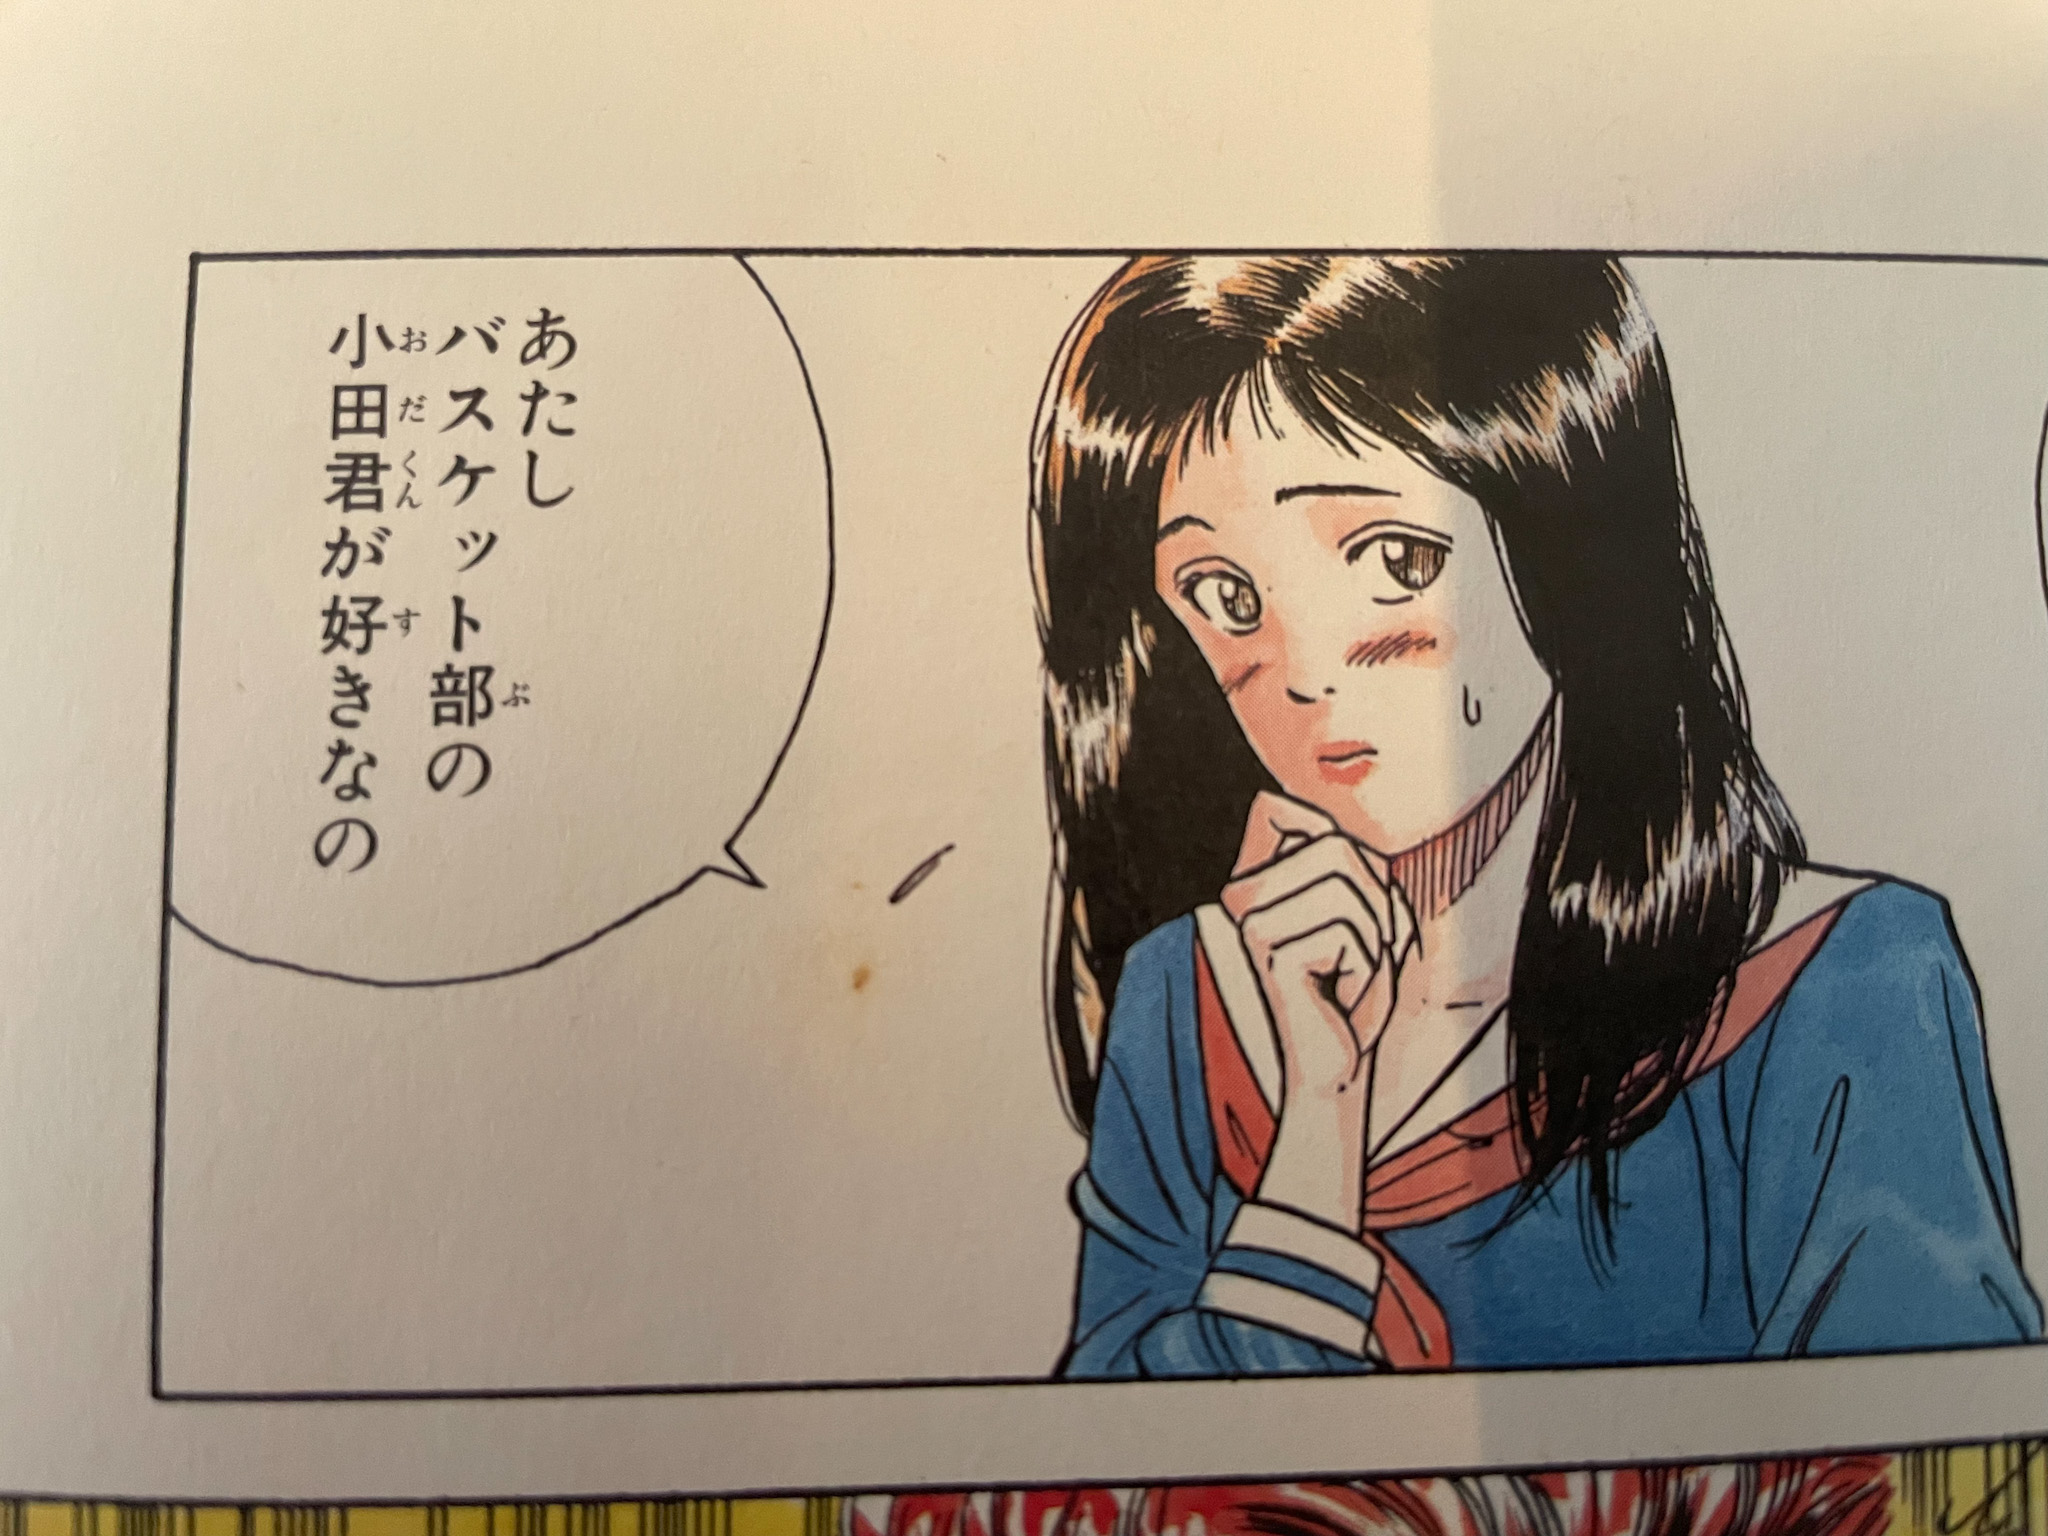 あたし
バスケット部の
小田君が好きなの